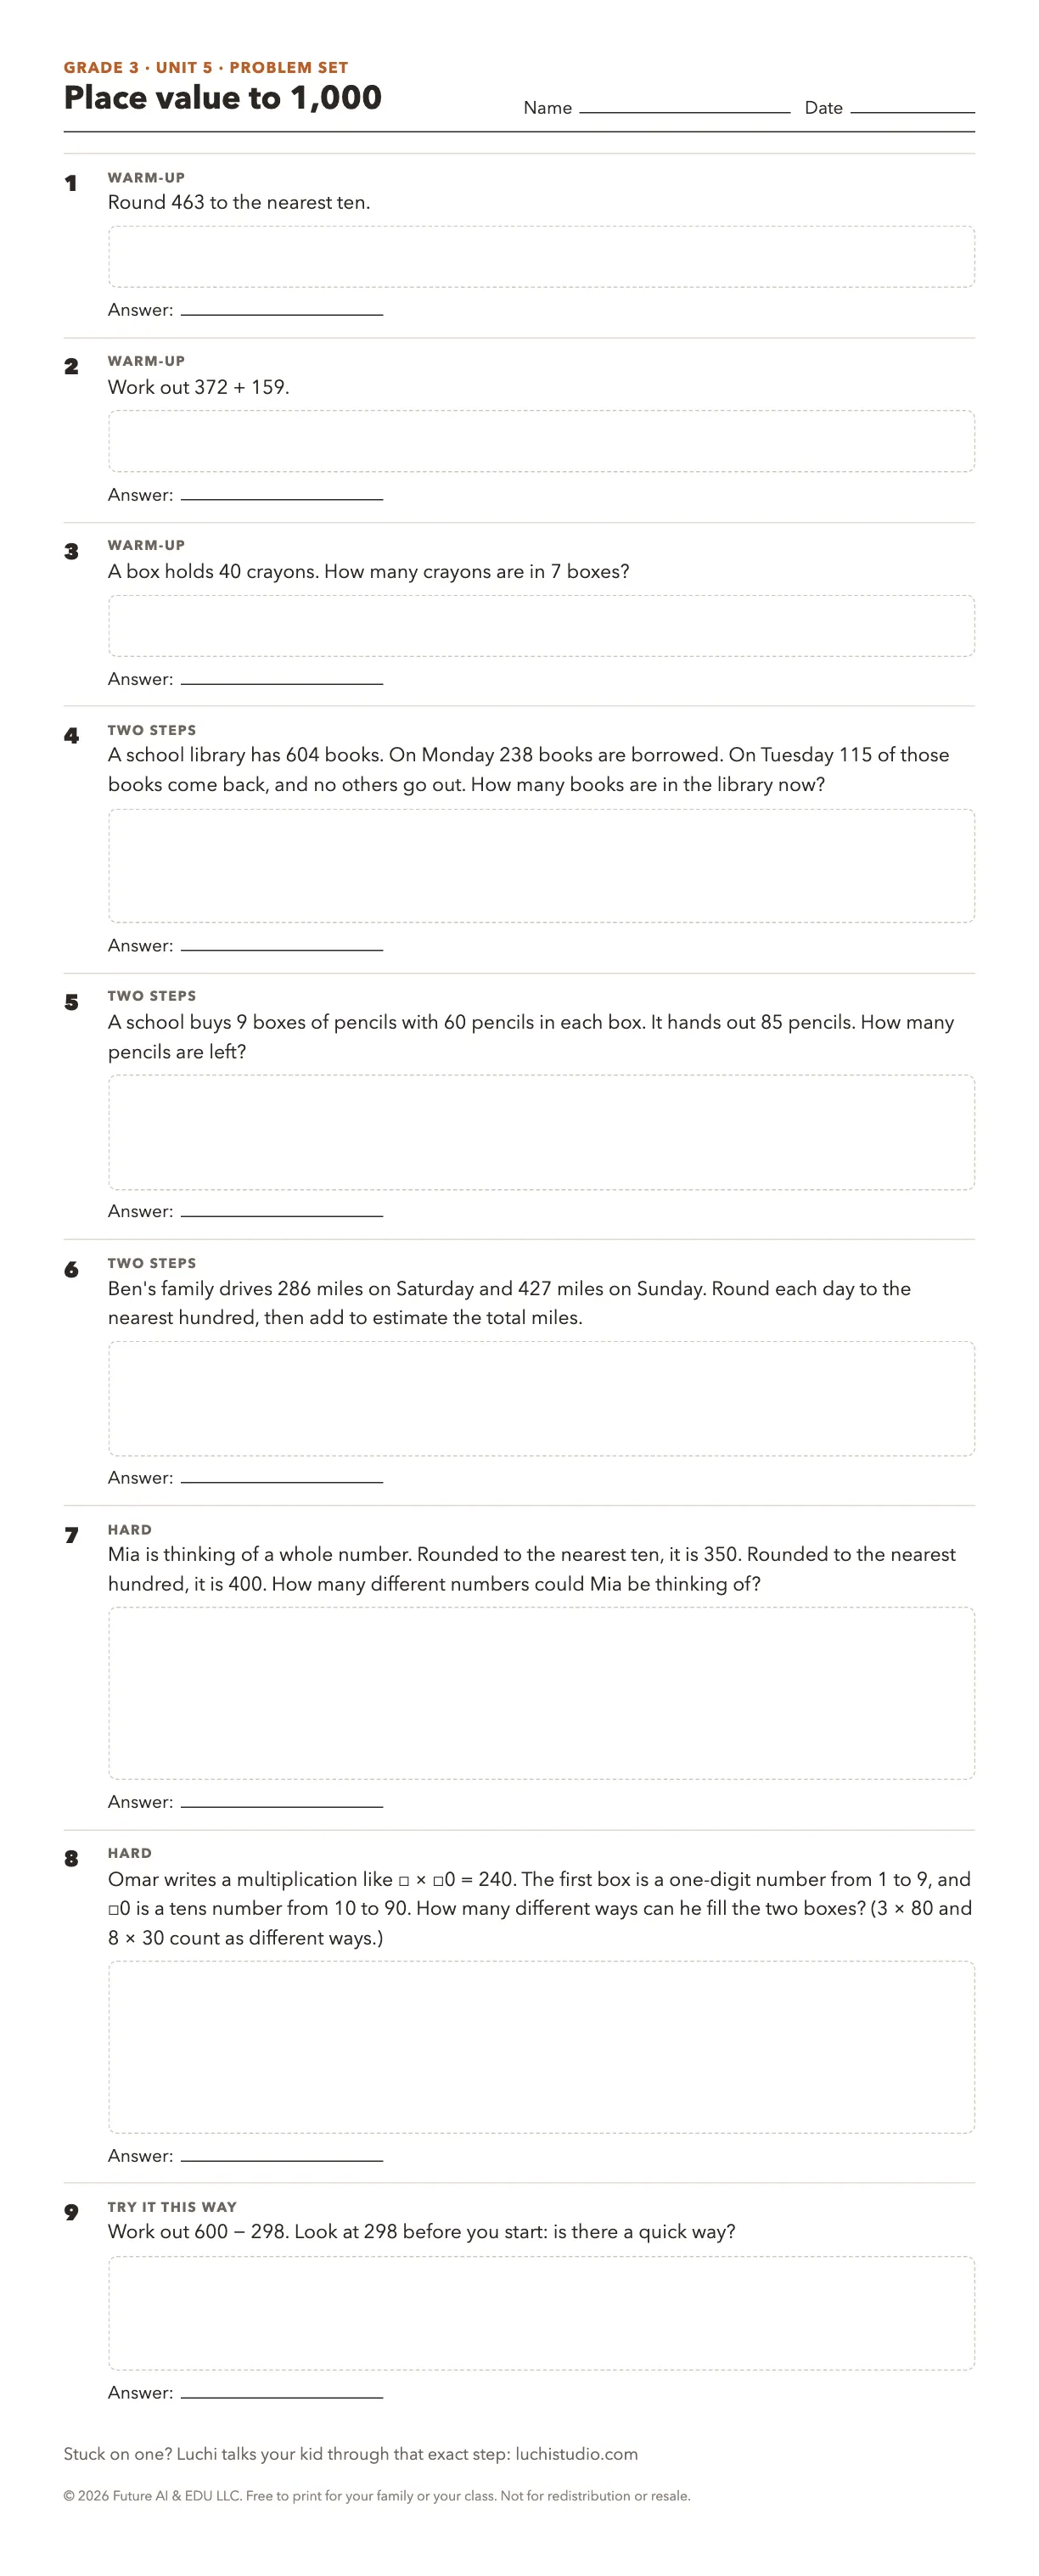 GRADE 3 · UNIT 5 · PROBLEM SET
Place value to 1,000
Name Date
1 WARM-UP
Round 463 to the nearest ten.
Answer:
2 WARM-UP
Work out 372 + 159.
Answer:
3 WARM-UP
A box holds 40 crayons. How many crayons are in 7 boxes?
Answer:
4 TWO STEPS
A school library has 604 books. On Monday 238 books are borrowed. On Tuesday 115 of those
books come back, and no others go out. How many books are in the library now?
Answer:
5 TWO STEPS
A school buys 9 boxes of pencils with 60 pencils in each box. It hands out 85 pencils. How many
pencils are left?
Answer:
6 TWO STEPS
Ben's family drives 286 miles on Saturday and 427 miles on Sunday. Round each day to the
nearest hundred, then add to estimate the total miles.
Answer:
7 HARD
Mia is thinking of a whole number. Rounded to the nearest ten, it is 350. Rounded to the nearest
hundred, it is 400. How many different numbers could Mia be thinking of?
Answer:
8 HARD
Omar writes a multiplication like □ × □0 = 240. The first box is a one-digit number from 1 to 9, and
□0 is a tens number from 10 to 90. How many different ways can he fill the two boxes? (3 × 80 and
8 × 30 count as different ways.)
Answer:
9 TRY IT THIS WAY
Work out 600 − 298. Look at 298 before you start: is there a quick way?
Answer:
Stuck on one? Luchi talks your kid through that exact step: luchistudio.com
© 2026 Future AI & EDU LLC. Free to print for your family or your class. Not for redistribution or resale.